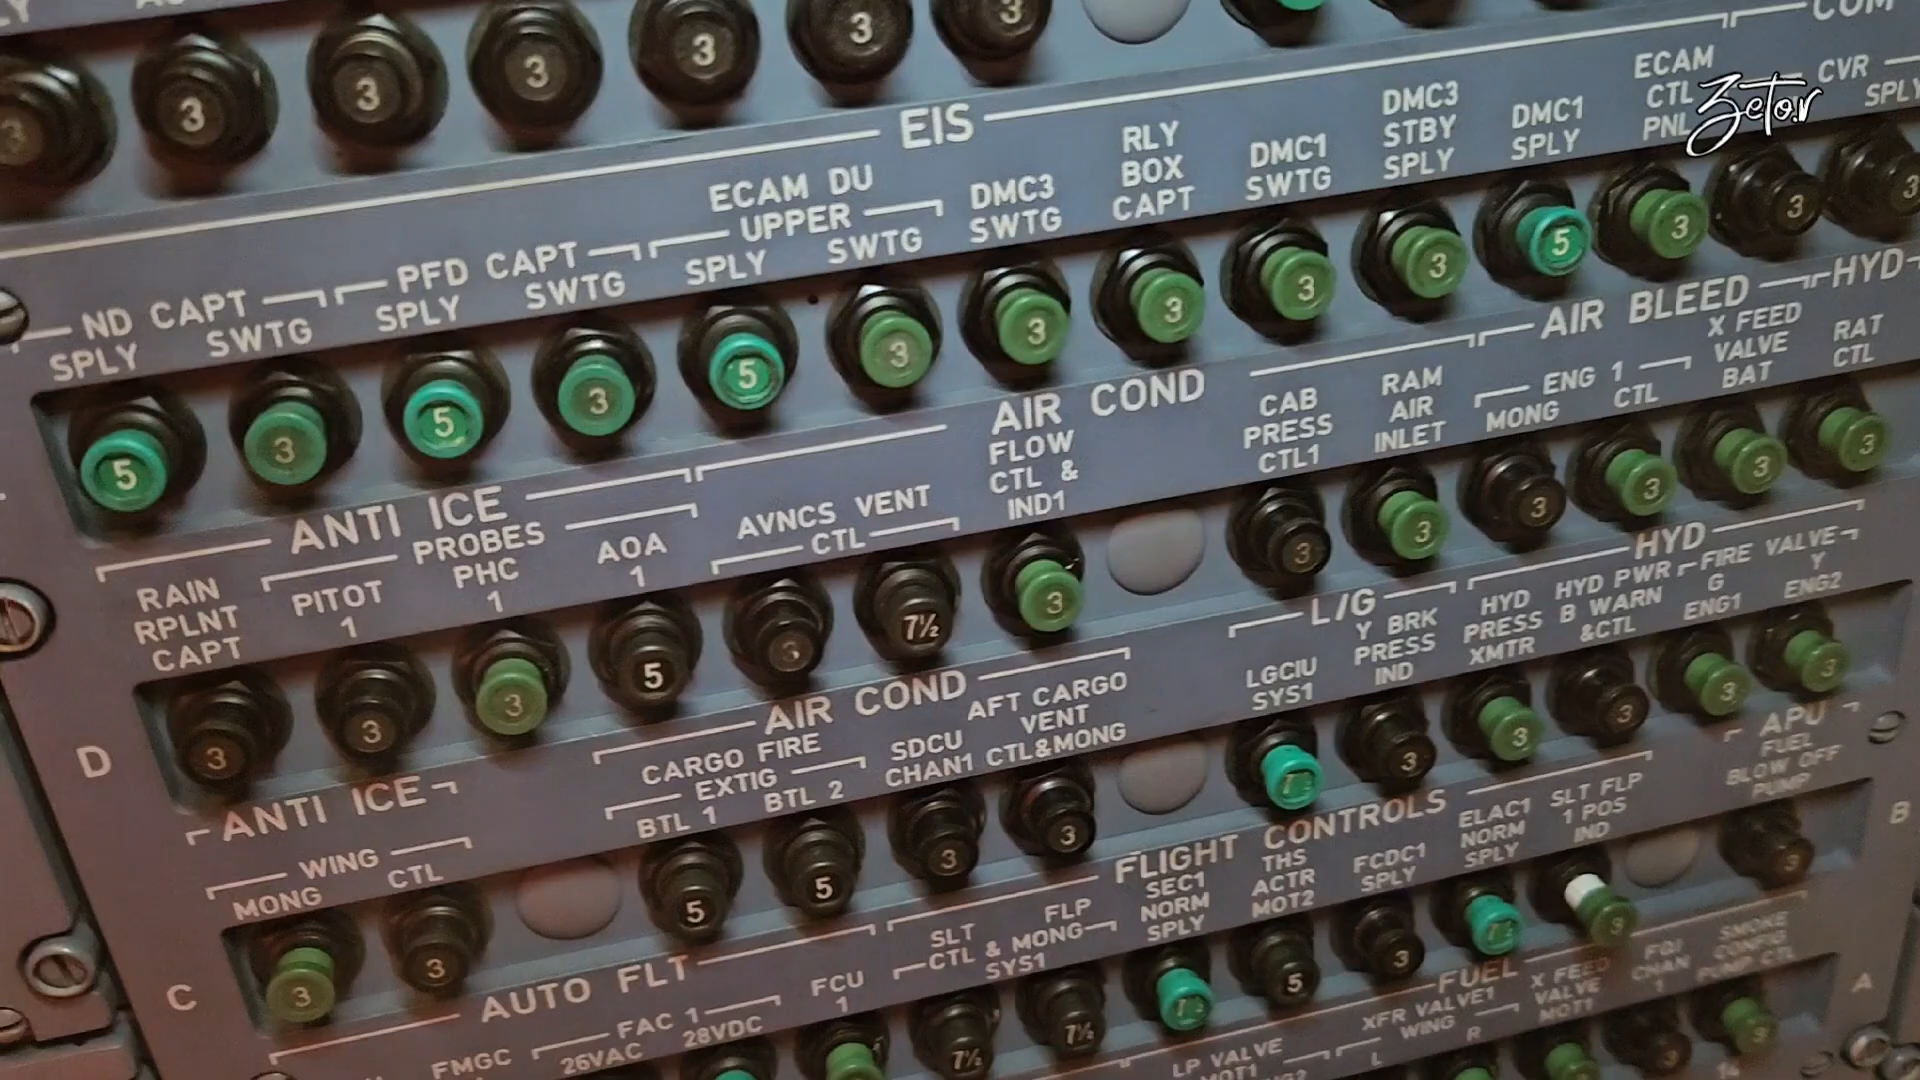 3 3 3 3 3 3 3
EIS
COM
ND CAPT
SPLY SWTG
PFD CAPT
SPLY SWTG
ECAM DU
UPPER
SPLY SWTG
DMC3
SWTG
RLY
BOX
CAPT
DMC1
SWTG
DMC3
STBY
SPLY
DMC1
SPLY
ECAM
CTL
PNL
CVR
SPLY
Zeto.r
5 3 5 3 5 3 3 3 3 3 5 3 3 3
ANTI ICE
RAIN
RPLNT
CAPT
PROBES
PITOT
1
PHC
1
AOA
1
AIR COND
AVNCS VENT
CTL
FLOW
CTL &
IND1
CAB
PRESS
CTL1
RAM
AIR
INLET
AIR BLEED
ENG 1
MONG CTL
X FEED
VALVE
BAT
HYD
RAT
CTL
D
3 3 3 5 3 7½ 3 3 3 3 3 3 3
ANTI ICE
WING
MONG CTL
AIR COND
CARGO FIRE
EXTIG
BTL 1 BTL 2
SDCU
CHAN1
AFT CARGO
VENT
CTL&MONG
L/G
LGCIU
SYS1
Y BRK
PRESS
IND
HYD
HYD
PRESS
XMTR
HYD PWR
B WARN
&CTL
FIRE VALVE
G
ENG1
Y
ENG2
C
3 3 5 5 3 3 7½ 3 3 3 3 3
AUTO FLT
FMGC
FAC 1
26VAC 28VDC
FCU
1
FLIGHT CONTROLS
SLT FLP
CTL & MONG
SYS1
SEC1
NORM
SPLY
THS
ACTR
MOT2
FCDC1
SPLY
ELAC1
NORM
SPLY
SLT FLP
1 POS
IND
APU
FUEL
BLOW OFF
PUMP
B
7½ 7½ 7½ 5 3 7½ 3 3
FUEL
LP VALVE
MOT1
XFR VALVE1
WING
L R
X FEED
VALVE
MOT1
FQI
CHAN
1
SMOKE
CONFIG
PUMP CTL
A
3 3